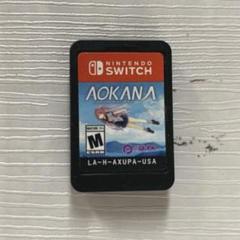 NINTENDO
SWITCH
AOKANA
M
LA-H-AXUPA-USA